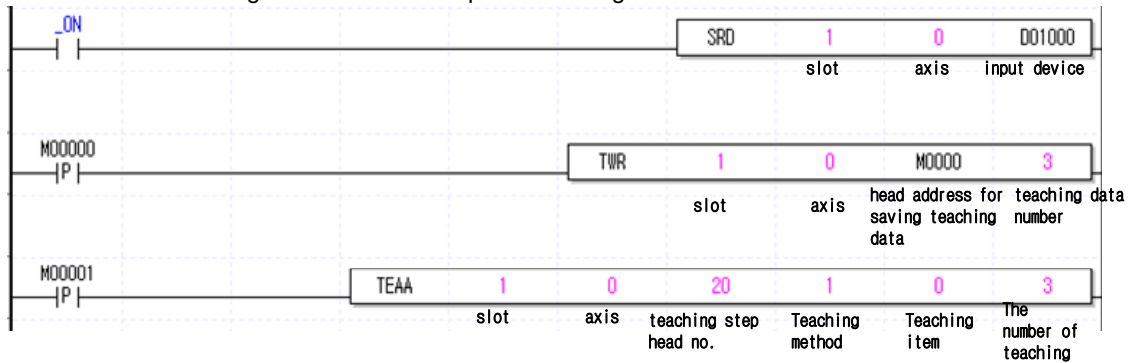 _ON
SRD 1 0 D01000
slot axis input device
M00000
P
TWR 1 0 M0000 3
slot axis head address for saving teaching data teaching data number
M00001
P
TEAA 1 0 20 1 0 3
slot axis teaching step head no. Teaching method Teaching item The number of teaching